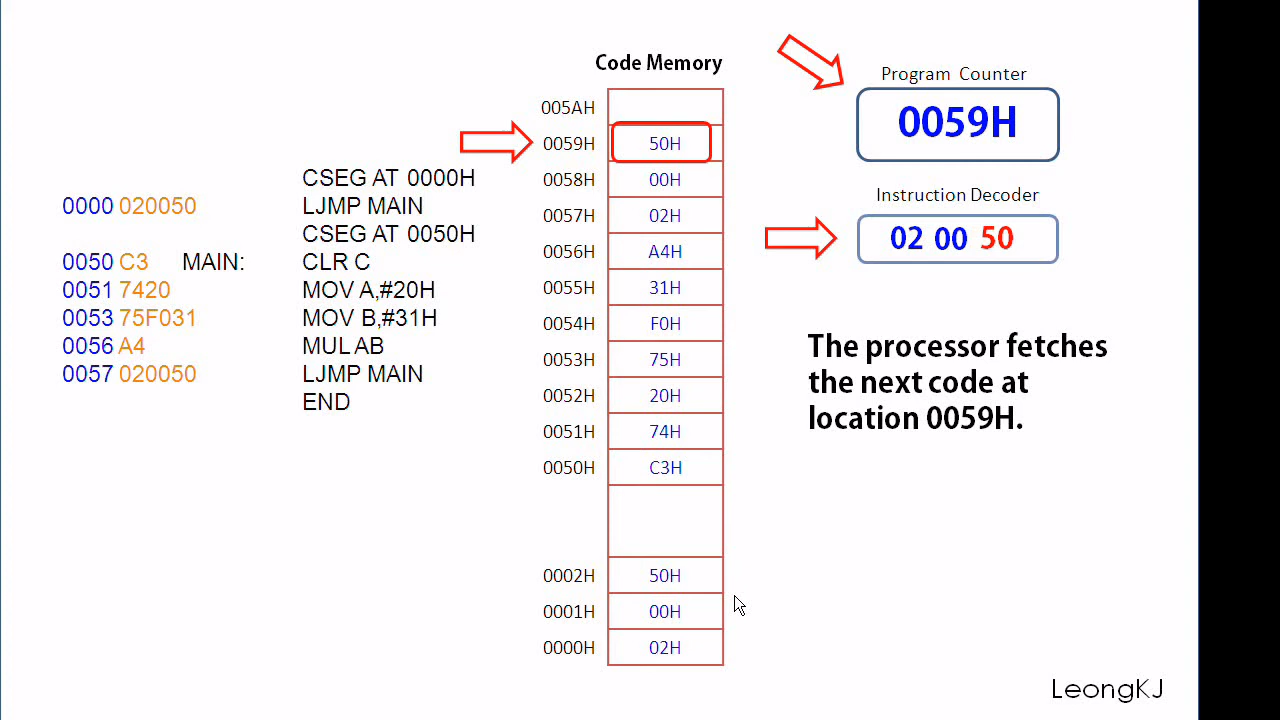 CSEG AT 0000H
0000 020050 LJMP MAIN
CSEG AT 0050H
0050 C3 MAIN: CLR C
0051 7420 MOV A,#20H
0053 75F031 MOV B,#31H
0056 A4 MUL AB
0057 020050 LJMP MAIN
END
Code Memory
005AH
0059H 50H
0058H 00H
0057H 02H
0056H A4H
0055H 31H
0054H F0H
0053H 75H
0052H 20H
0051H 74H
0050H C3H
0002H 50H
0001H 00H
0000H 02H
Program Counter
0059H
Instruction Decoder
02 00 50
The processor fetches
the next code at
location 0059H.
LeongKJ